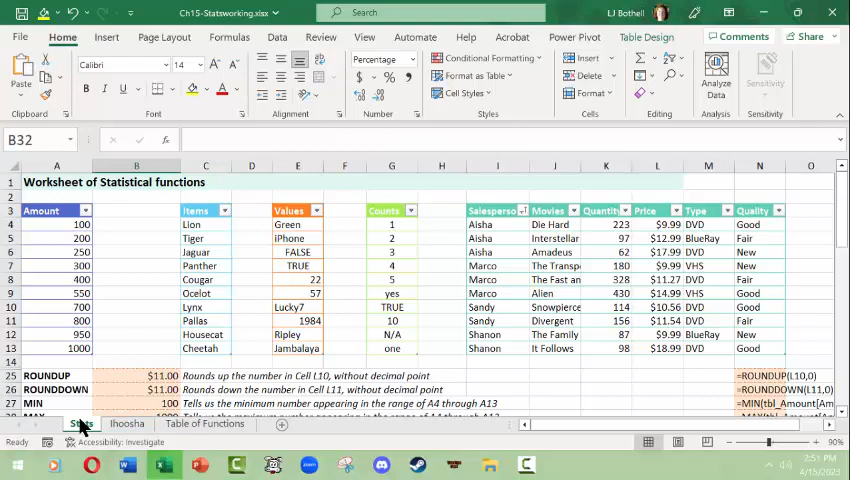 Ch15-Statsworking.xlsx
Search
LJ Bothell
File Home Insert Page Layout Formulas Data Review View Automate Help Acrobat Power Pivot Table Design Comments Share
Calibri 14 Percentage Conditional Formatting Insert
Paste Format as Table Delete Analyze Data Sensitivity
B I U $ % , Cell Styles Format
Clipboard Font Alignment Number Styles Cells Editing Analysis Sensitivity
B32 fx
A B C D E F G H I J K L M N O
1 Worksheet of Statistical functions
2
3 Amount Items Values Counts Salesperso Movies Quantity Price Type Quality
4 100 Lion Green 1 Aisha Die Hard 223 $9.99 DVD Good
5 200 Tiger iPhone 2 Aisha Interstellar 97 $12.99 BlueRay Fair
6 250 Jaguar FALSE 3 Aisha Amadeus 62 $17.99 DVD New
7 300 Panther TRUE 4 Marco The Transpo 180 $9.99 VHS New
8 400 Cougar 22 5 Marco The Fast an 328 $11.27 DVD Fair
9 550 Ocelot 57 yes Marco Alien 430 $14.99 VHS Good
10 700 Lynx Lucky7 TRUE Sandy Snowpierce 114 $10.56 DVD Good
11 800 Pallas 1984 10 Sandy Divergent 156 $11.54 DVD Fair
12 950 Housecat Ripley N/A Shanon The Family 87 $9.99 BlueRay New
13 1000 Cheetah Jambalaya one Shanon It Follows 98 $18.99 DVD Good
14
25 ROUNDUP $11.00 Rounds up the number in Cell L10, without decimal point =ROUNDUP(L10,0)
26 ROUNDDOWN $11.00 Rounds down the number in Cell L11, without decimal point =ROUNDDOWN(L11,0)
27 MIN 100 Tells us the minimum number appearing in the range of A4 through A13 =MIN(tbl_Amount[Am
Stats Ihoosha Table of Functions
Ready Accessibility: Investigate 90%
2:51 PM
4/15/2023